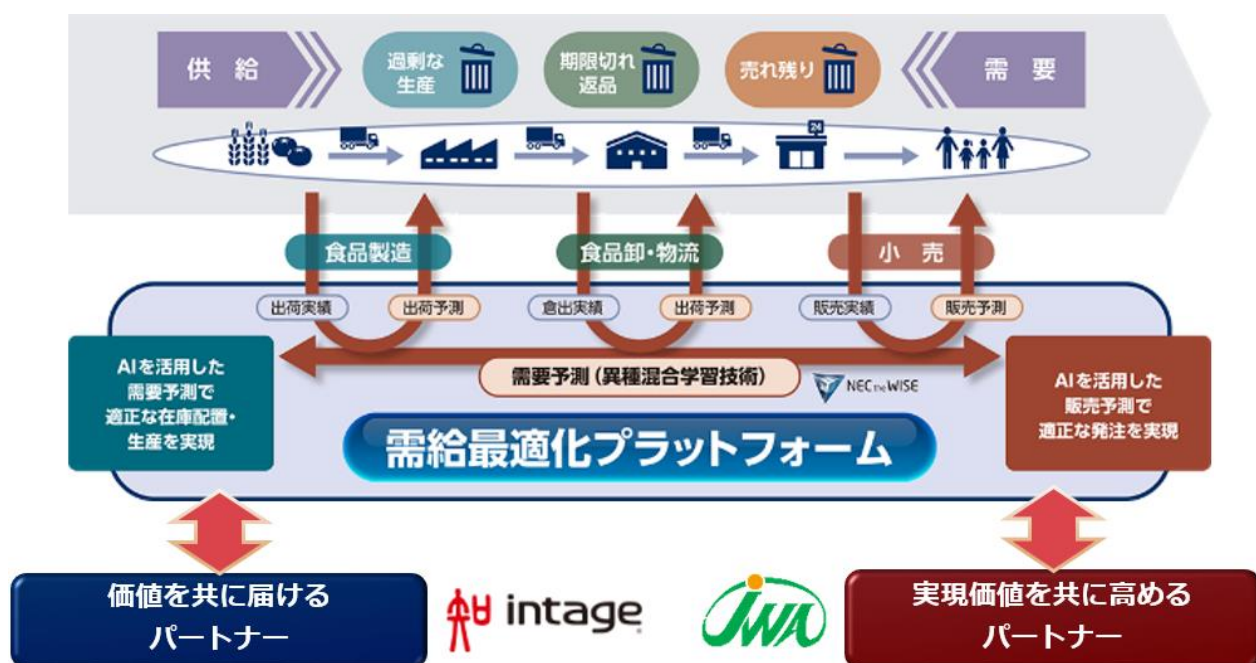 供 給
過剰な
生産
期限切れ
返品
売れ残り
需 要
24
食品製造
食品卸・物流
小 売
出荷実績
出荷予測
倉出実績
出荷予測
販売実績
販売予測
AIを活用した
需要予測で
適正な在庫配置・
生産を実現
需要予測（異種混合学習技術）
NEC the WISE
AIを活用した
販売予測で
適正な発注を実現
需給最適化プラットフォーム
価値を共に届ける
パートナー
intage
JWA
実現価値を共に高める
パートナー